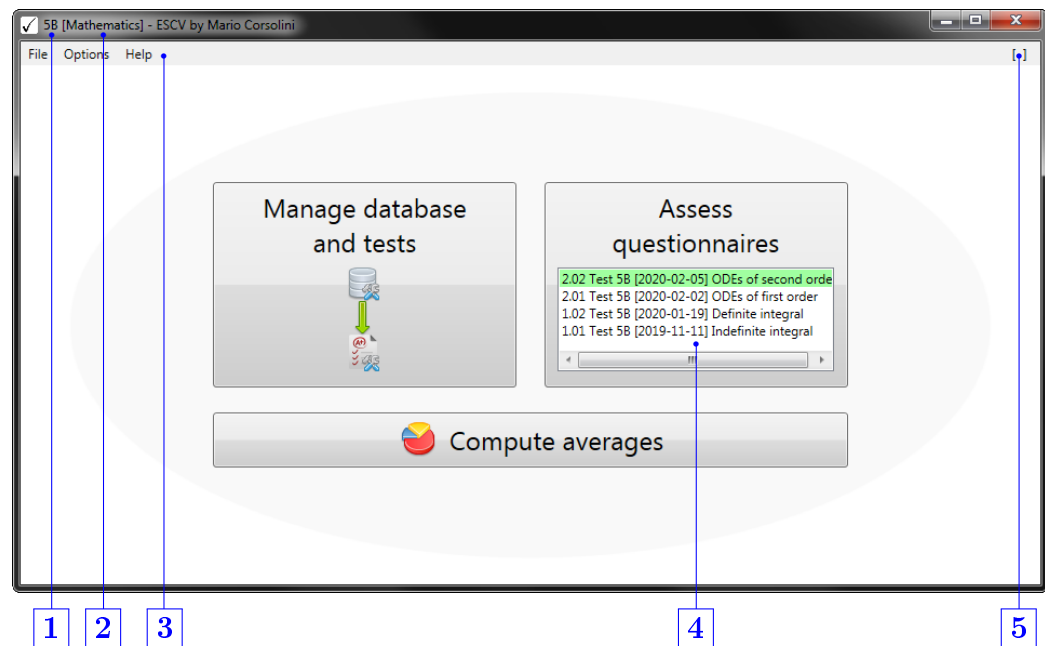 5B [Mathematics] - ESCV by Mario Corsolini
File Options Help [•]
Manage database
and tests
Assess
questionnaires
2.02 Test 5B [2020-02-05] ODEs of second orde
2.01 Test 5B [2020-02-02] ODEs of first order
1.02 Test 5B [2020-01-19] Definite integral
1.01 Test 5B [2019-11-11] Indefinite integral
Compute averages
1 2 3 4 5